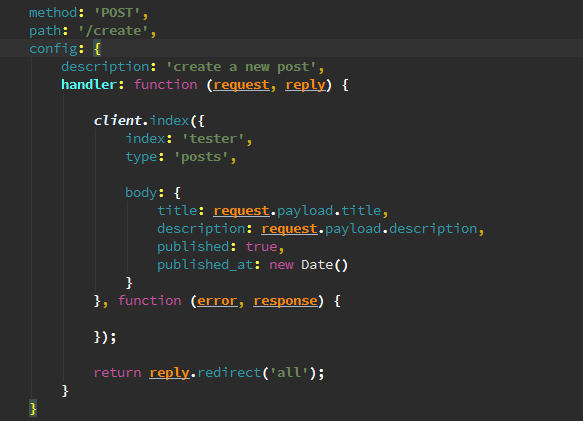 method: 'POST',
path: '/create',
config: {
description: 'create a new post',
handler: function (request, reply) {
client.index({
index: 'tester',
type: 'posts',
body: {
title: request.payload.title,
description: request.payload.description,
published: true,
published_at: new Date()
}
}, function (error, response) {
});
return reply.redirect('all');
}
}